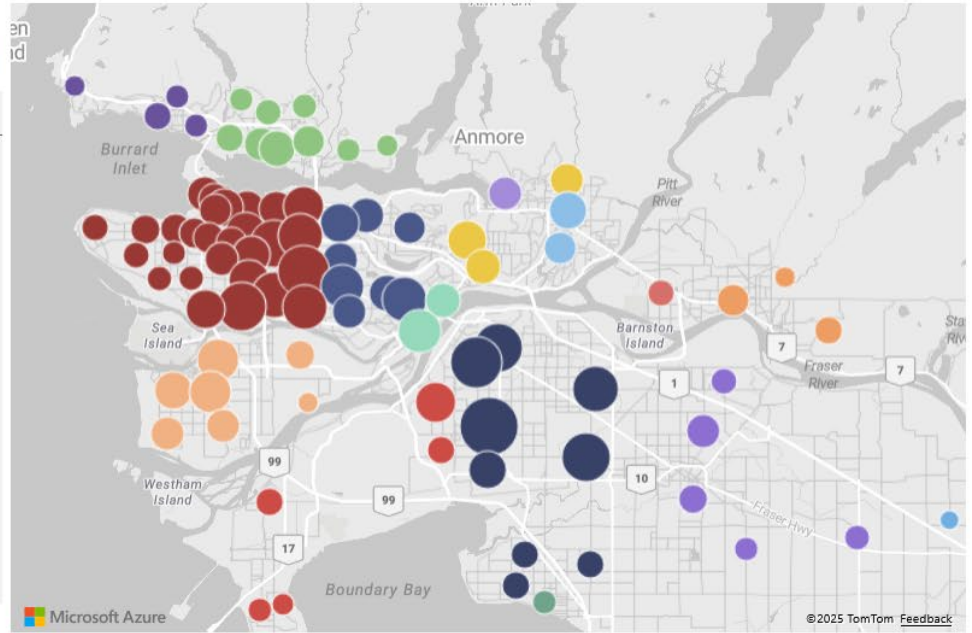 en
nd
Anmore
Burrard
Inlet
Pitt
River
Sea
Island
Barnston
Island
7
Fraser
River
7
1
99
Westham
Island
99
10
Fraser Hwy
17
Boundary Bay
Microsoft Azure
©2025 TomTom Feedback